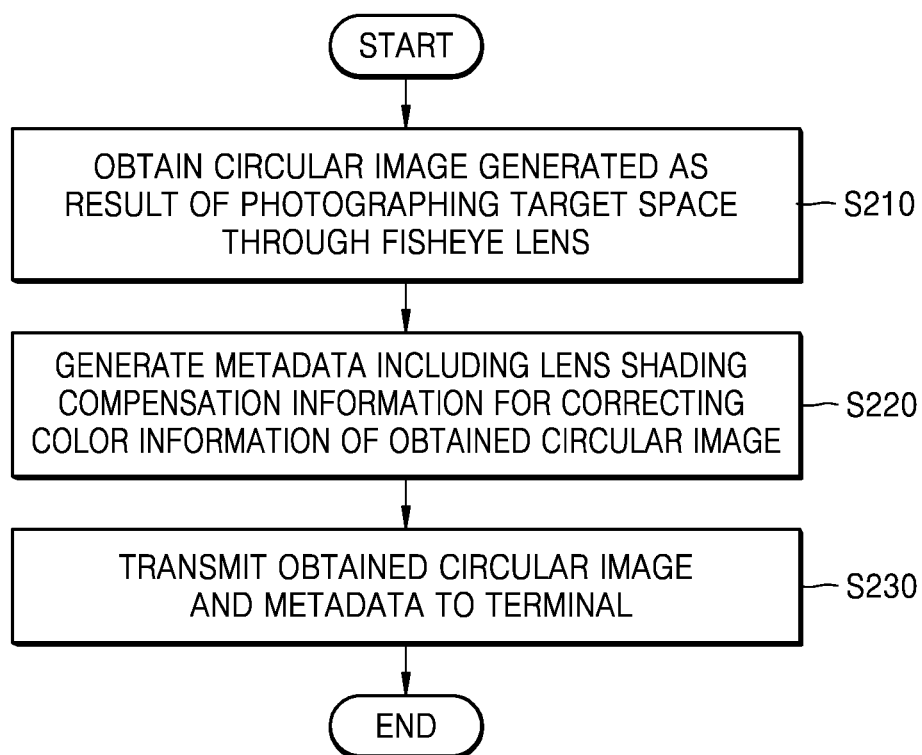 START
OBTAIN CIRCULAR IMAGE GENERATED AS
RESULT OF PHOTOGRAPHING TARGET SPACE
THROUGH FISHEYE LENS
S210
GENERATE METADATA INCLUDING LENS SHADING
COMPENSATION INFORMATION FOR CORRECTING
COLOR INFORMATION OF OBTAINED CIRCULAR IMAGE
S220
TRANSMIT OBTAINED CIRCULAR IMAGE
AND METADATA TO TERMINAL
S230
END